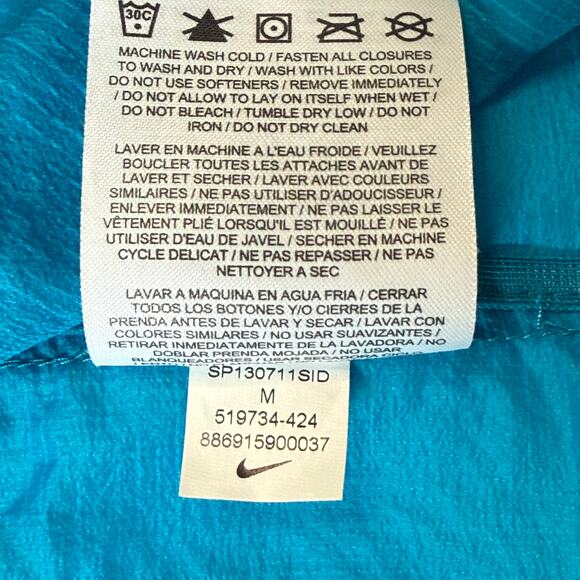 30C
MACHINE WASH COLD / FASTEN ALL CLOSURES
TO WASH AND DRY / WASH WITH LIKE COLORS /
DO NOT USE SOFTENERS / REMOVE IMMEDIATELY
/ DO NOT ALLOW TO LAY ON ITSELF WHEN WET /
DO NOT BLEACH / TUMBLE DRY LOW / DO NOT
IRON / DO NOT DRY CLEAN
LAVER EN MACHINE A L'EAU FROIDE / VEUILLEZ
BOUCLER TOUTES LES ATTACHES AVANT DE
LAVER ET SECHER / LAVER AVEC COULEURS
SIMILAIRES / NE PAS UTILISER D'ADOUCISSEUR /
ENLEVER IMMEDIATEMENT / NE PAS LAISSER LE
VÊTEMENT PLIÉ LORSQU'IL EST MOUILLÉ / NE PAS
UTILISER D'EAU DE JAVEL / SECHER EN MACHINE
CYCLE DELICAT / NE PAS REPASSER / NE PAS
NETTOYER A SEC
LAVAR A MAQUINA EN AGUA FRIA / CERRAR
TODOS LOS BOTONES Y/O CIERRES DE LA
PRENDA ANTES DE LAVAR Y SECAR / LAVAR CON
COLORES SIMILARES / NO USAR SUAVIZANTES /
RETIRAR INMEDIATAMENTE DE LA LAVADORA / NO
DOBLAR PRENDA MOJADA / NO USAR
BLANQUEADORES / USAR SECADORA CICLO
SP130711SID
M
519734-424
886915900037